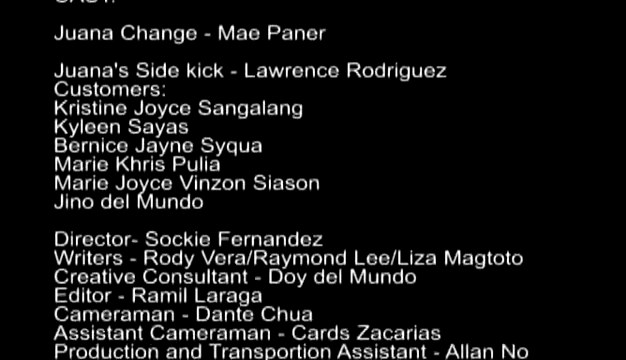 CAST:
Juana Change - Mae Paner
Juana's Side kick - Lawrence Rodriguez
Customers:
Kristine Joyce Sangalang
Kyleen Sayas
Bernice Jayne Syqua
Marie Khris Pulia
Marie Joyce Vinzon Siason
Jino del Mundo
Director- Sockie Fernandez
Writers - Rody Vera/Raymond Lee/Liza Magtoto
Creative Consultant - Doy del Mundo
Editor - Ramil Laraga
Cameraman - Dante Chua
Assistant Cameraman - Cards Zacarias
Production and Transportion Assistant - Allan No